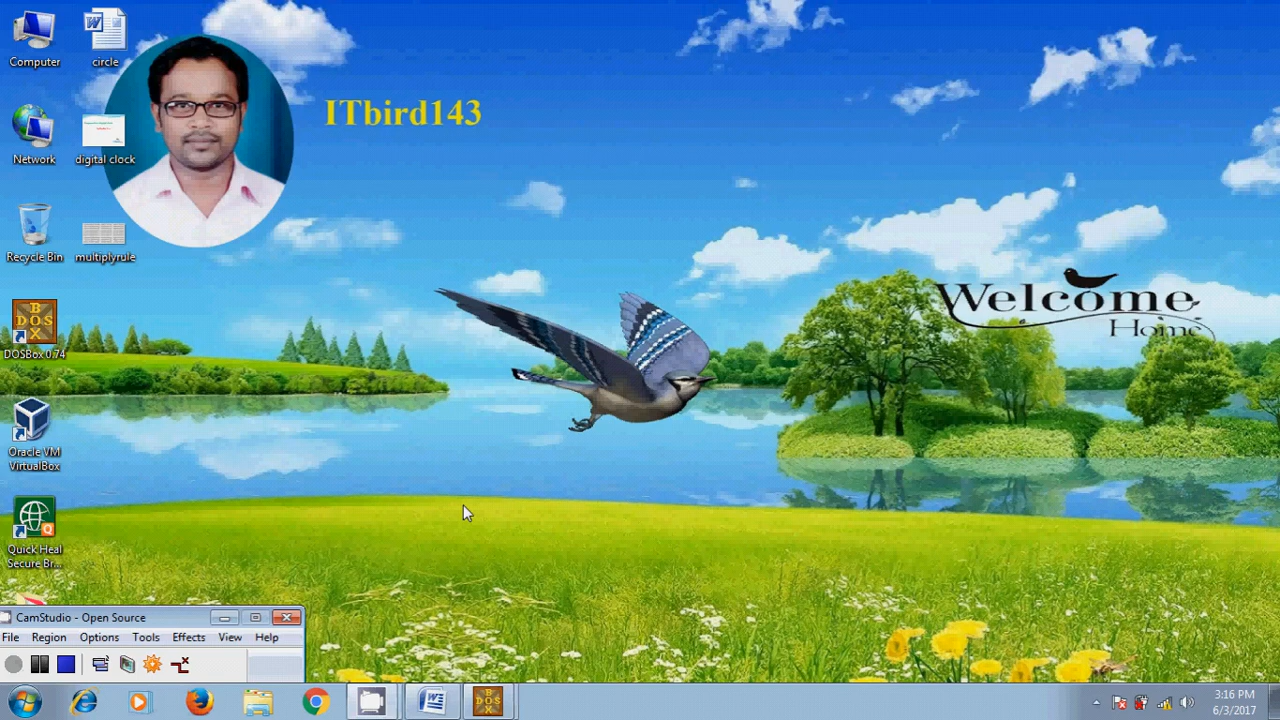 Computer
circle
ITbird143
Network
digital clock
Recycle Bin
multiplyrule
Welcome
Home
DOSBox 0.74
Oracle VM
VirtualBox
Quick Heal
Secure Br...
CamStudio - Open Source
File Region Options Tools Effects View Help
3:16 PM
6/3/2017